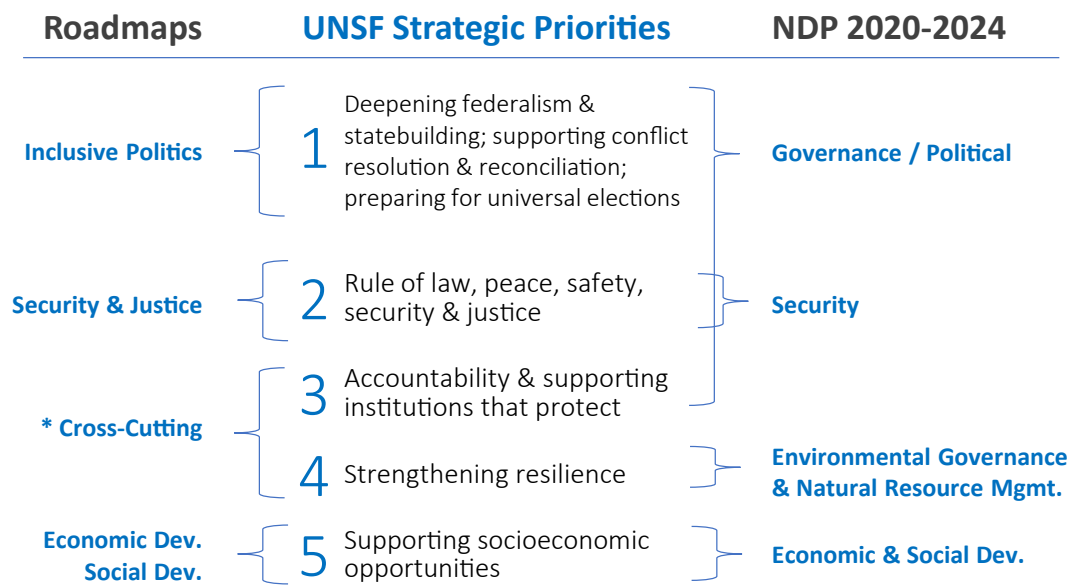 Roadmaps
UNSF Strategic Priorities
NDP 2020-2024
Inclusive Politics
1
Deepening federalism &
statebuilding; supporting conflict
resolution & reconciliation;
preparing for universal elections
Governance / Political
Security & Justice
2
Rule of law, peace, safety,
security & justice
Security
* Cross-Cutting
3
Accountability & supporting
institutions that protect
4
Strengthening resilience
Environmental Governance
& Natural Resource Mgmt.
Economic Dev.
Social Dev.
5
Supporting socioeconomic
opportunities
Economic & Social Dev.